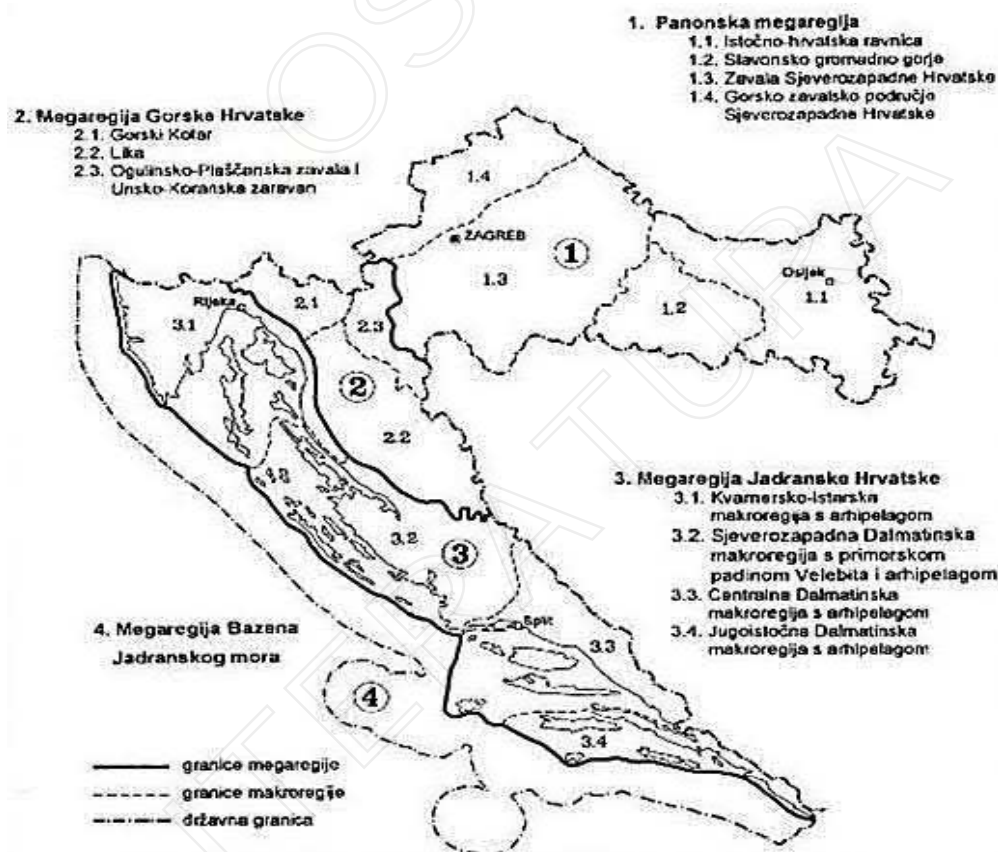 1. Panonska megaregija
1.1. Istočno-hrvatska ravnica
1.2. Slavonsko gromadno gorje
1.3. Zavala Sjeverozapadne Hrvatske
1.4. Gorsko zavalsko područje
Sjeverozapadne Hrvatske
2. Megaregija Gorske Hrvatske
2.1. Gorski Kotar
2.2. Lika
2.3. Ogulinsko-Plaščanska zavala i
Unsko-Koranska zaravan
1.4
ZAGREB
1
1.3
Osijek
1.1
1.2
Rijeka
2.1
3.1
2.3
2
2.2
3. Megaregija Jadranske Hrvatske
3.1. Kvarnersko-Istarska
makroregija s arhipelagom
3.2. Sjeverozapadna Dalmatinska
makroregija s primorskom
padinom Velebita i arhipelagom
3.3. Centralna Dalmatinska
makroregija s arhipelagom
3.4. Jugoistočna Dalmatinska
makroregija s arhipelagom
3.2
3
Split
3.3
4. Megaregija Bazena
Jadranskog mora
4
3.4
granice megaregije
granice makroregije
državna granica